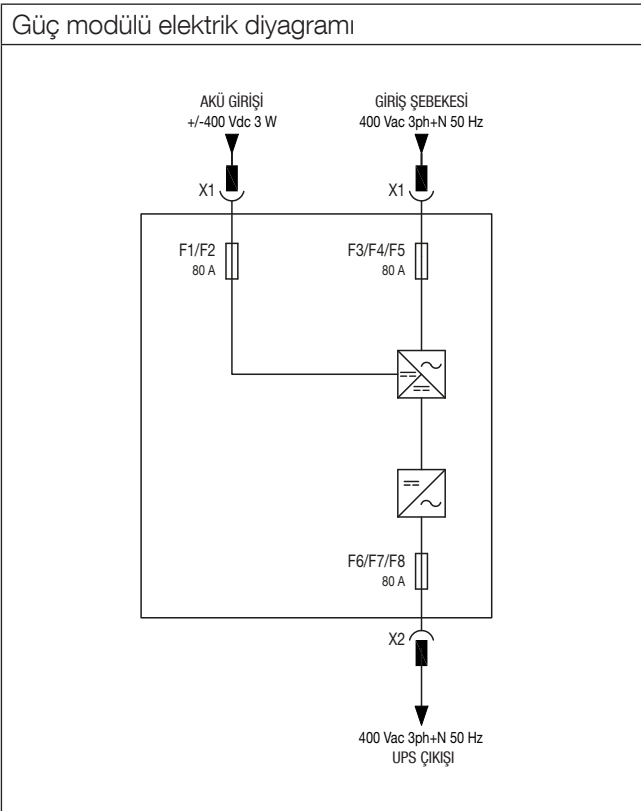 Güç modülü elektrik diyagramı
AKÜ GİRİŞİ
+/-400 Vdc 3 W
GİRİŞ ŞEBEKESİ
400 Vac 3ph+N 50 Hz
X1
X1
F1/F2
80 A
F3/F4/F5
80 A
F6/F7/F8
80 A
X2
400 Vac 3ph+N 50 Hz
UPS ÇIKIŞI